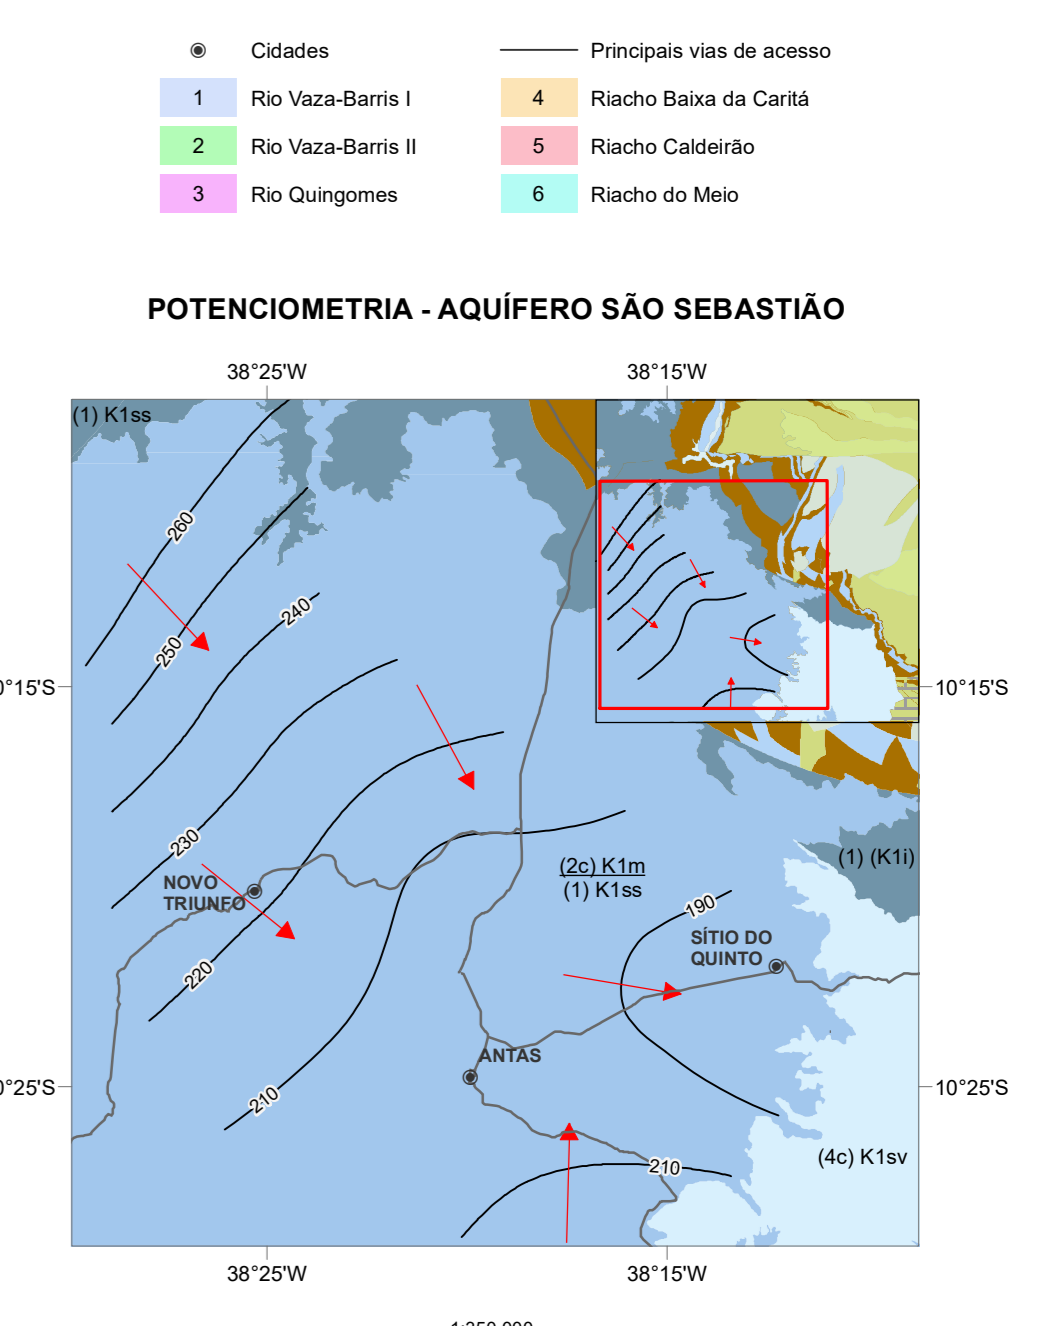 Cidades
Principais vias de acesso
1 Rio Vaza-Barris I
4 Riacho Baixa da Caritá
2 Rio Vaza-Barris II
5 Riacho Caldeirão
3 Rio Quingomes
6 Riacho do Meio
POTENCIOMETRIA - AQUÍFERO SÃO SEBASTIÃO
38°25'W
38°15'W
(1) K1ss
260
240
250
0°15'S
10°15'S
230
(2c) K1m
(1) K1ss
(1) (K1i)
NOVO
TRIUNFO
190
SÍTIO DO
QUINTO
220
ANTAS
0°25'S
10°25'S
210
(4c) K1sv
210
38°25'W
38°15'W